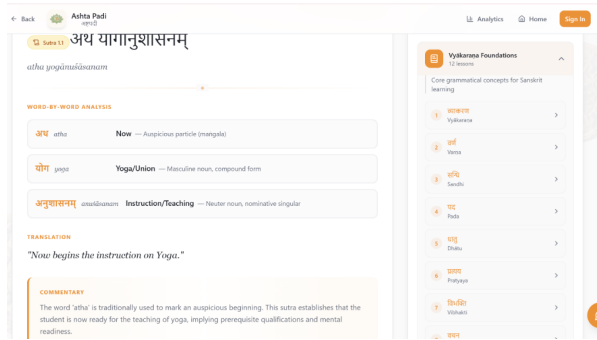 ← Back
Ashta Padi
अष्टपदी
Analytics
Home
Sign In
Sutra 1.1
अथ योगानुशासनम्
atha yogānuśāsanam
WORD-BY-WORD ANALYSIS
अथ atha Now — Auspicious particle (mangala)
योग yoga Yoga/Union — Masculine noun, compound form
अनुशासनम् anuśāsanam Instruction/Teaching — Neuter noun, nominative singular
TRANSLATION
"Now begins the instruction on Yoga."
COMMENTARY
The word 'atha' is traditionally used to mark an auspicious beginning. This sutra establishes that the
student is now ready for the teaching of yoga, implying prerequisite qualifications and mental
readiness.
Vyākaraṇa Foundations
12 lessons
Core grammatical concepts for Sanskrit
learning
1 व्याकरण
Vyākaraṇa
2 वर्ण
Varṇa
3 सन्धि
Sandhi
4 पद
Pada
5 धातु
Dhātu
6 प्रत्यय
Pratyaya
7 विभक्ति
Vibhakti
8 वचन